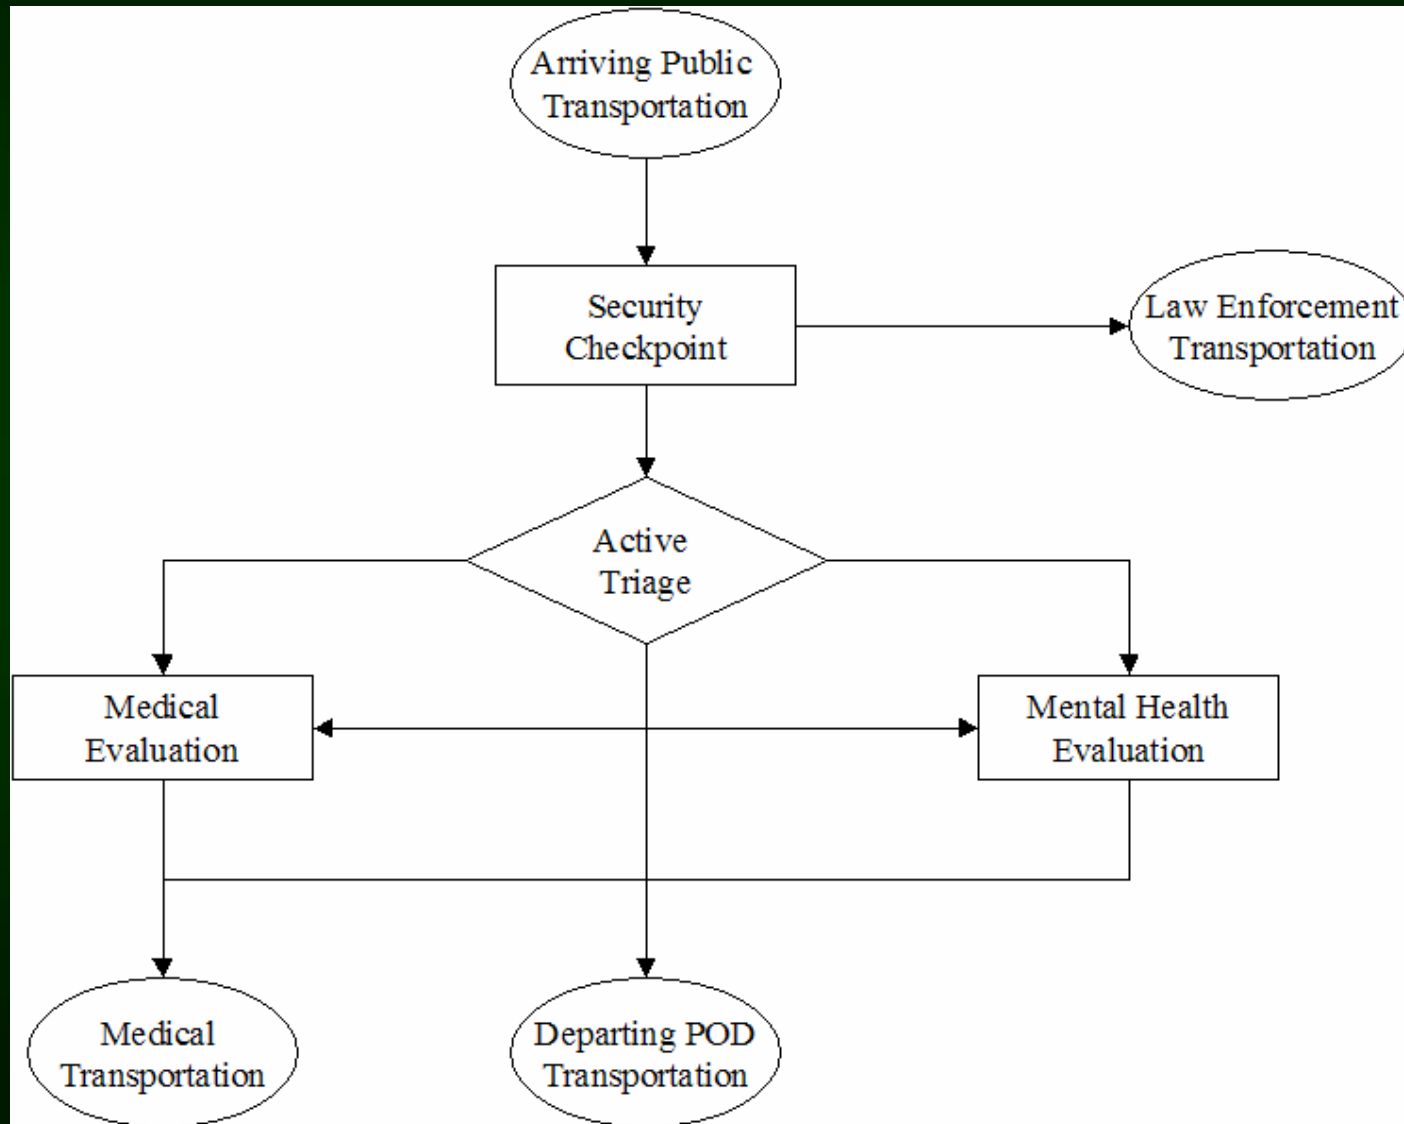 Arriving Public
Transportation
Security
Checkpoint
Law Enforcement
Transportation
Active
Triage
Medical
Evaluation
Mental Health
Evaluation
Medical
Transportation
Departing POD
Transportation